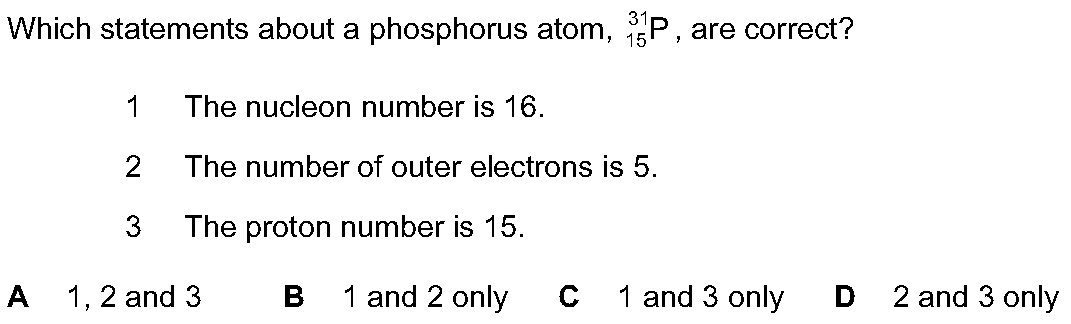 Which statements about a phosphorus atom, ³¹₁₅P, are correct?
1 The nucleon number is 16.
2 The number of outer electrons is 5.
3 The proton number is 15.
A 1, 2 and 3 B 1 and 2 only C 1 and 3 only D 2 and 3 only